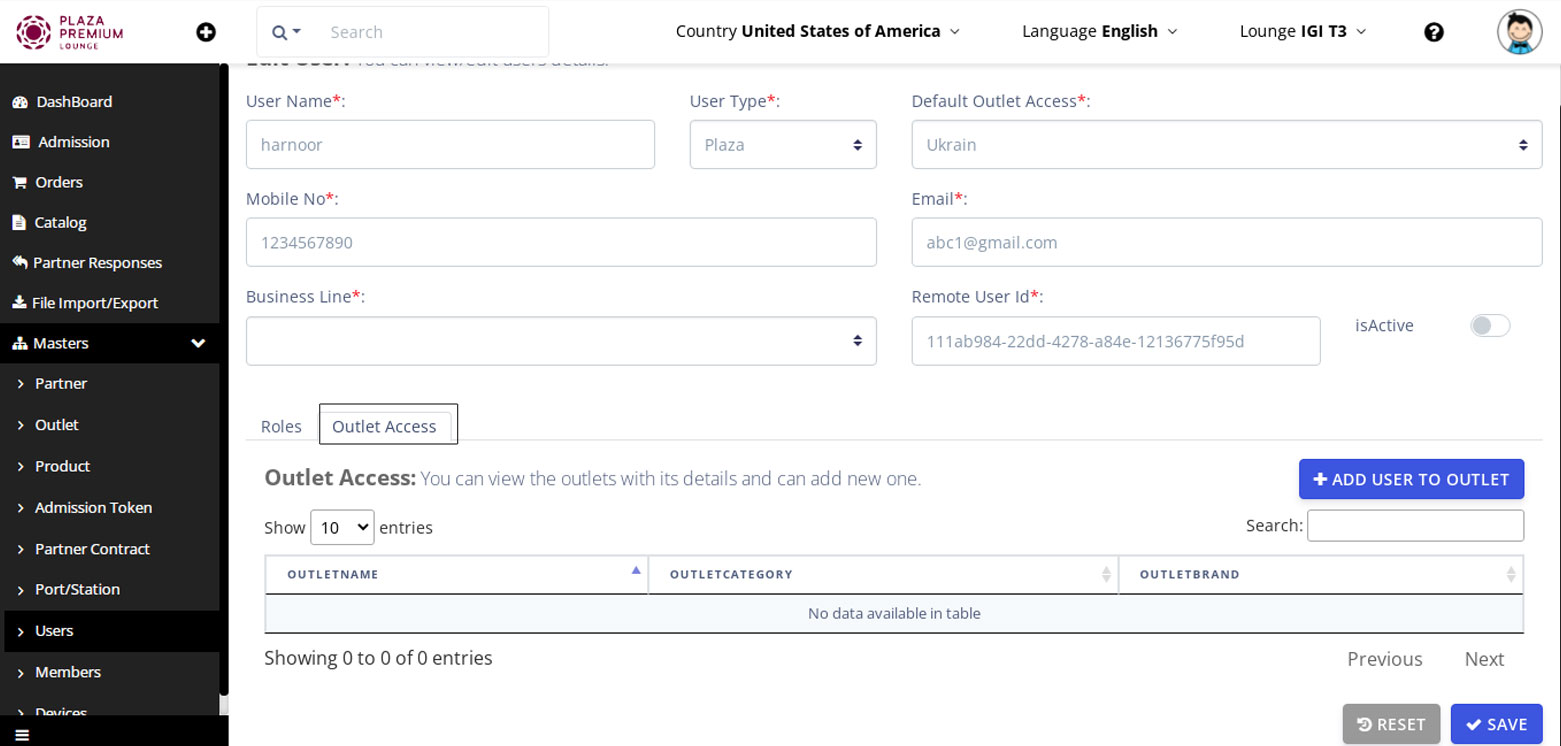 PLAZA
PREMIUM
LOUNGE
Search
Country United States of America
Language English
Lounge IGI T3
DashBoard
Admission
Orders
Catalog
Partner Responses
File Import/Export
Masters
Partner
Outlet
Product
Admission Token
Partner Contract
Port/Station
Users
Members
Devices
Edit User: You can view/edit users details.
User Name*:
User Type*:
Default Outlet Access*:
harnoor
Plaza
Ukrain
Mobile No*:
Email*:
1234567890
abc1@gmail.com
Business Line*:
Remote User Id*:
111ab984-22dd-4278-a84e-12136775f95d
isActive
Roles
Outlet Access
Outlet Access: You can view the outlets with its details and can add new one.
ADD USER TO OUTLET
Show 10 entries
Search:
OUTLETNAME
OUTLETCATEGORY
OUTLETBRAND
No data available in table
Showing 0 to 0 of 0 entries
Previous
Next
RESET
SAVE